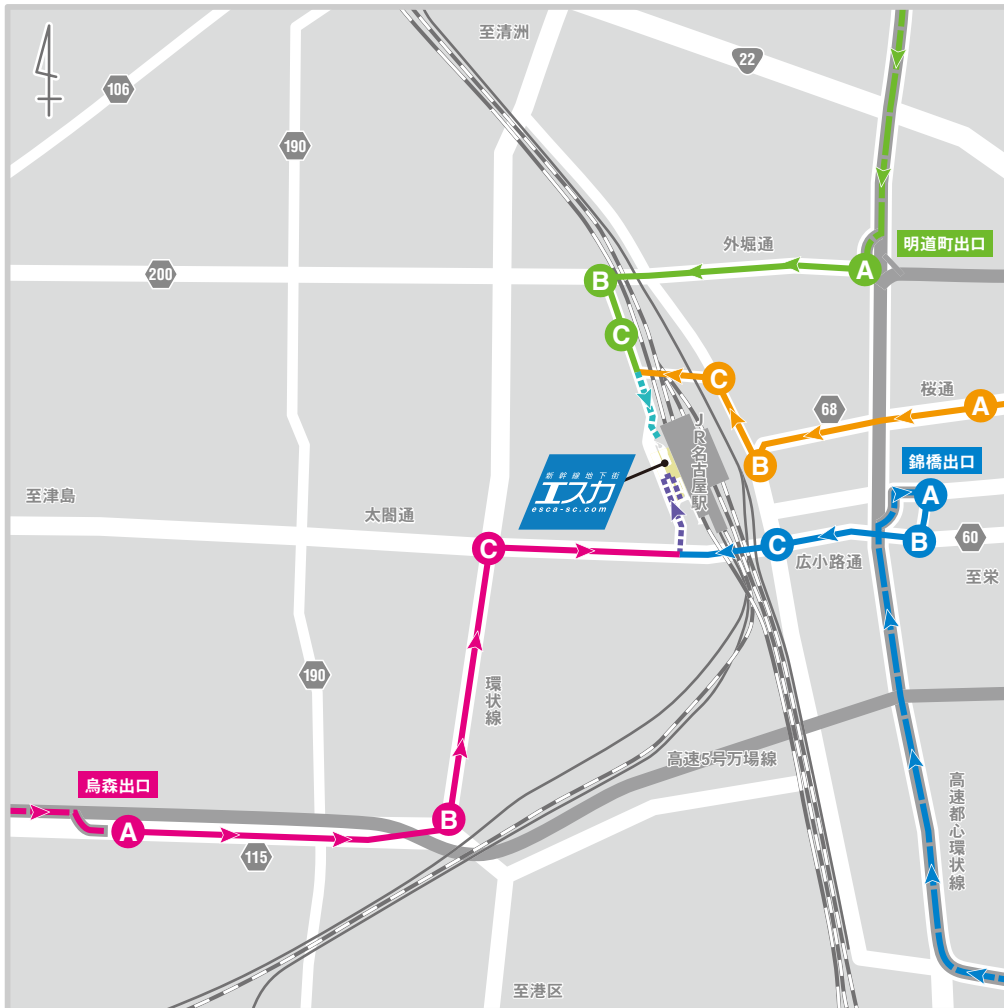 至清洲
22
106
190
外堀通
明道町出口
A
200
B
C
C
桜通
A
68
JR名古屋駅
B
錦橋出口
新幹線地下街
エスカ
esca-sc.com
至津島
太閤通
A
C
C
B
60
広小路通
至栄
190
環状線
高速5号万場線
烏森出口
高速都心環状線
A
B
115
至港区